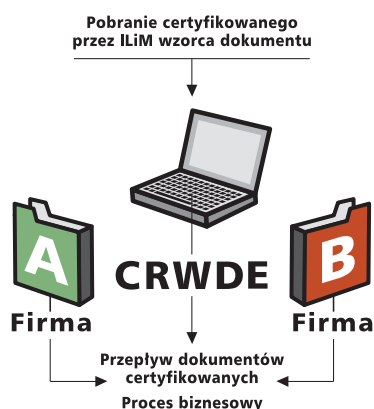 Pobranie certyfikowanego
przez ILiM wzorca dokumentu
A
B
CRWDE
Firma
Firma
Przepływ dokumentów
certyfikowanych
Proces biznesowy